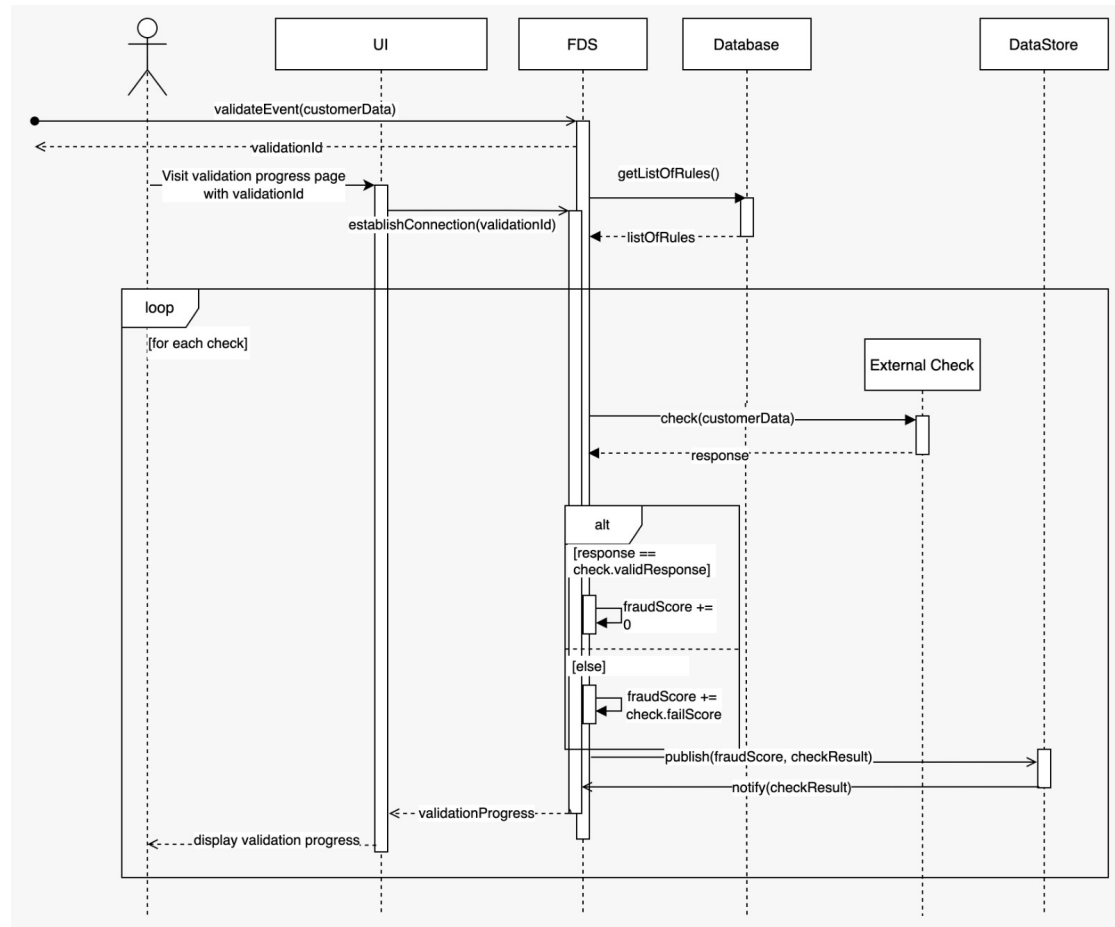 UI
FDS
Database
DataStore
validateEvent(customerData)
validationId
Visit validation progress page
with validationId
getListOfRules()
establishConnection(validationId)
listOfRules
loop
[for each check]
External Check
check(customerData)
response
alt
[response ==
check.validResponse]
fraudScore +=
0
[else]
fraudScore +=
check.failScore
publish(fraudScore, checkResult)
notify(checkResult)
validationProgress
display validation progress